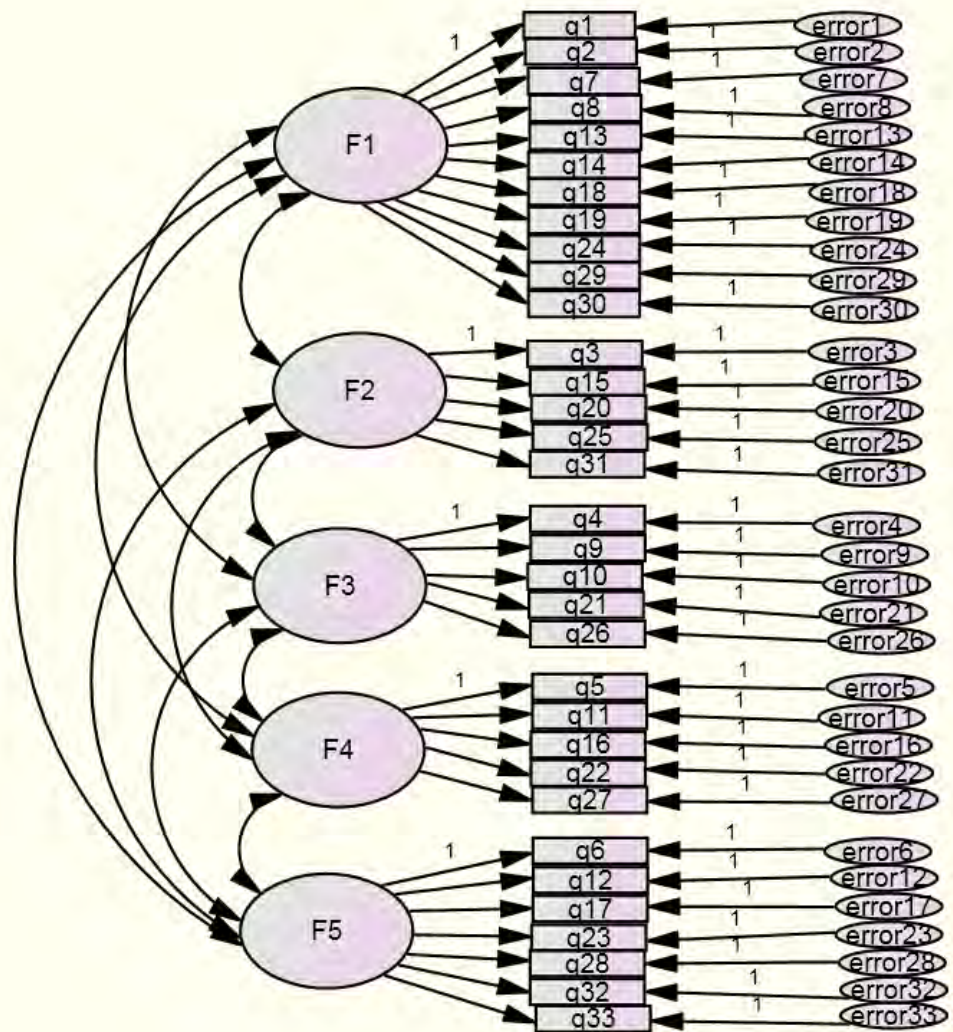 q1 error1
1 1
q2 error2
1
q7 error7
q8 1 error8
F1 q13 1 error13
q14 error14
q18 1 error18
q19 error19
q24 1 error24
q29 error29
q30 1 error30
1 q3 1 error3
F2 q15 1 error15
q20 1 error20
q25 1 error25
q31 1 error31
1 q4 1 error4
q9 1 error9
F3 q10 1 error10
q21 1 error21
q26 1 error26
1 q5 1 error5
q11 1 error11
F4 q16 1 error16
q22 1 error22
q27 1 error27
1 q6 1 error6
q12 1 error12
F5 q17 1 error17
q23 1 error23
q28 1 error28
q32 1 error32
q33 1 error33